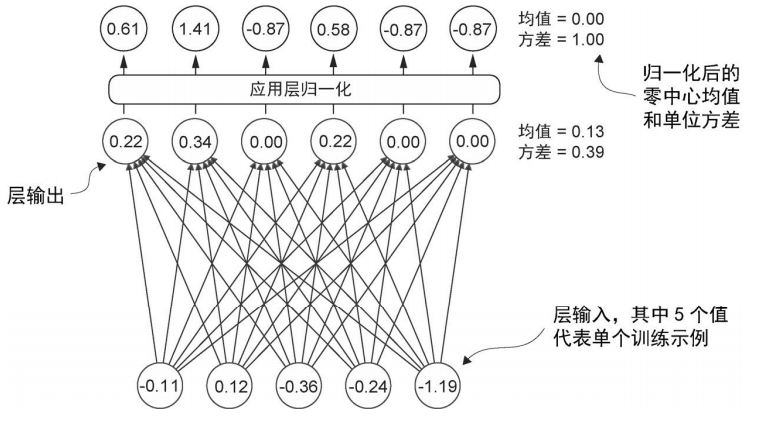 0.61 1.41 -0.87 0.58 -0.87 -0.87
均值 = 0.00
方差 = 1.00
归一化后的
零中心均值
和单位方差
应用层归一化
0.22 0.34 0.00 0.22 0.00 0.00
均值 = 0.13
方差 = 0.39
层输出
层输入，其中 5 个值
代表单个训练示例
-0.11 0.12 -0.36 -0.24 -1.19